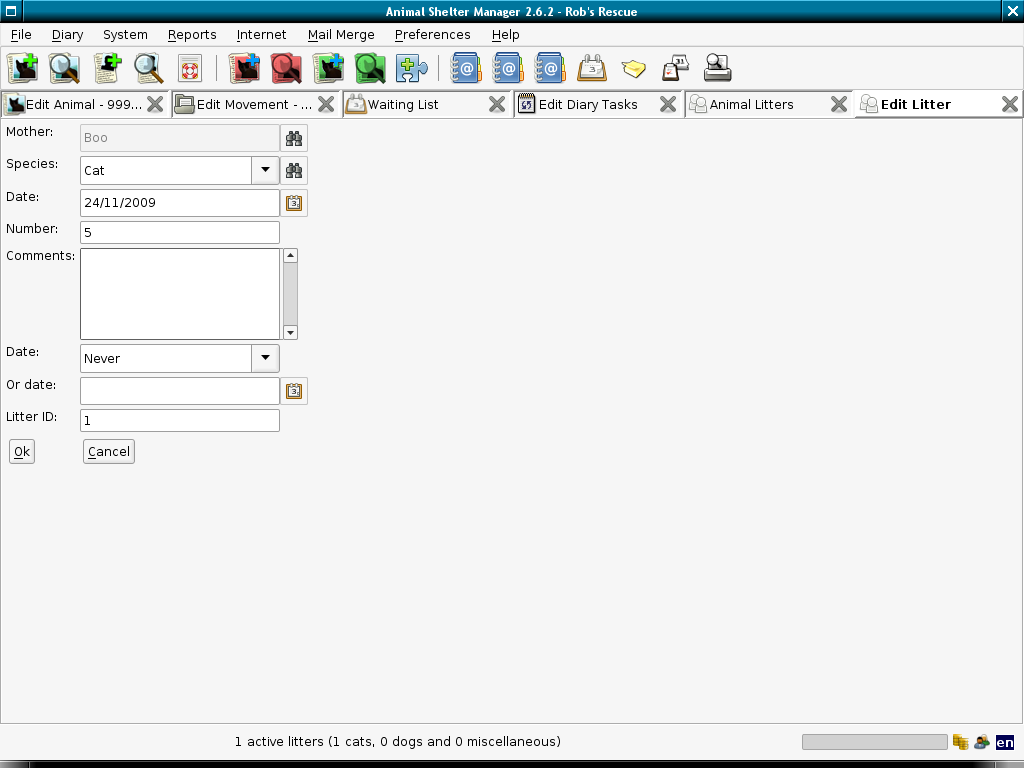 Animal Shelter Manager 2.6.2 - Rob's Rescue
File Diary System Reports Internet Mail Merge Preferences Help
Edit Animal - 999... Edit Movement - ... Waiting List Edit Diary Tasks Animal Litters Edit Litter
Mother: Boo
Species: Cat
Date: 24/11/2009
Number: 5
Comments:
Date: Never
Or date:
Litter ID: 1
Ok Cancel
1 active litters (1 cats, 0 dogs and 0 miscellaneous)
en